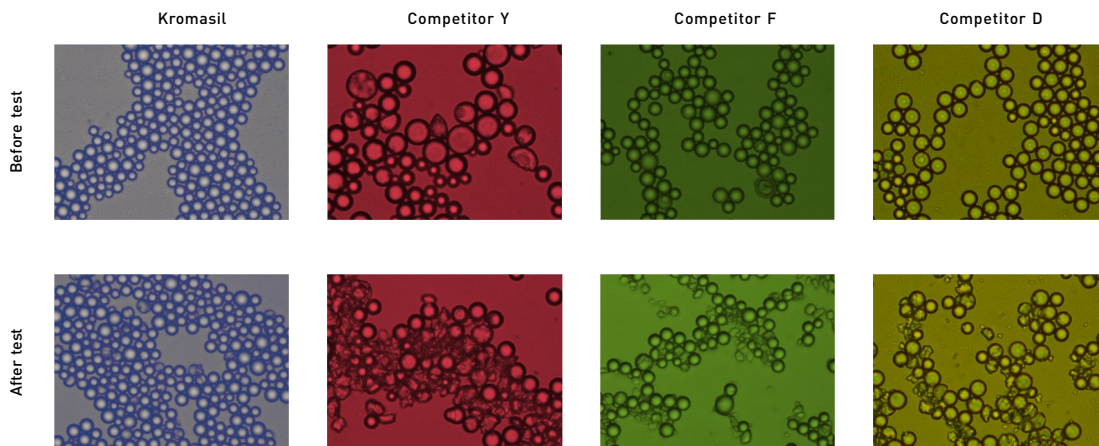 Kromasil
Competitor Y
Competitor F
Competitor D
Before test
After test